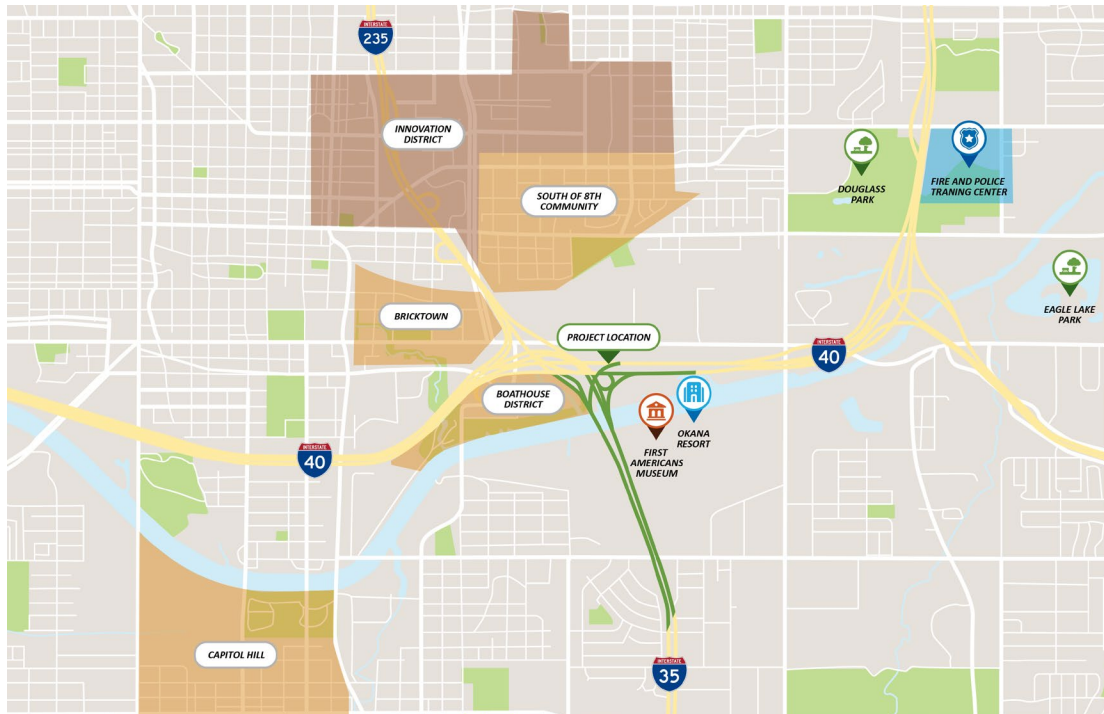 INTERSTATE
235
INNOVATION
DISTRICT
SOUTH OF 8TH
COMMUNITY
DOUGLASS
PARK
FIRE AND POLICE
TRANING CENTER
EAGLE LAKE
PARK
BRICKTOWN
PROJECT LOCATION
INTERSTATE
40
BOATHOUSE
DISTRICT
OKANA
RESORT
FIRST
AMERICANS
MUSEUM
INTERSTATE
40
CAPITOL HILL
INTERSTATE
35